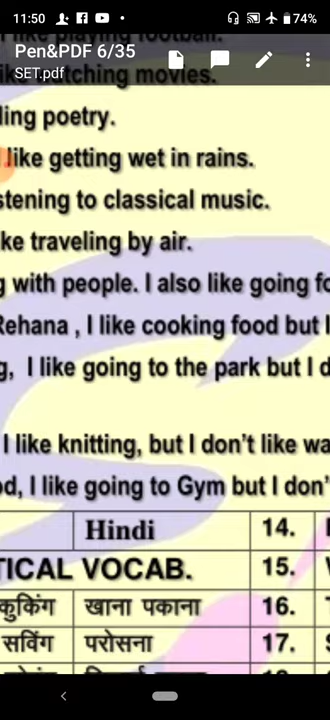 11:50 74%
I like playing football.
Pen&PDF 6/35
SET.pdf
like watching movies.
ling poetry.
I like getting wet in rains.
stening to classical music.
ke traveling by air.
g with people. I also like going fo
Rehana , I like cooking food but I
g, I like going to the park but I d
I like knitting, but I don't like wa
od, I like going to Gym but I don'
Hindi 14.
TICAL VOCAB. 15.
कुकिंग खाना पकाना 16.
सर्विंग परोसना 17.